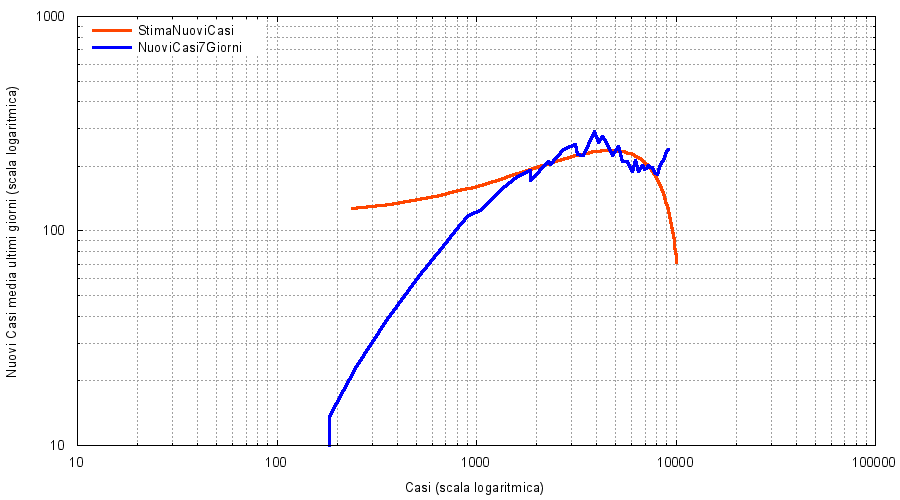 1000
StimaNuoviCasi
NuoviCasi7Giorni
Nuovi Casi media ultimi giorni (scala logaritmica)
100
10
10 100 1000 10000 100000
Casi (scala logaritmica)